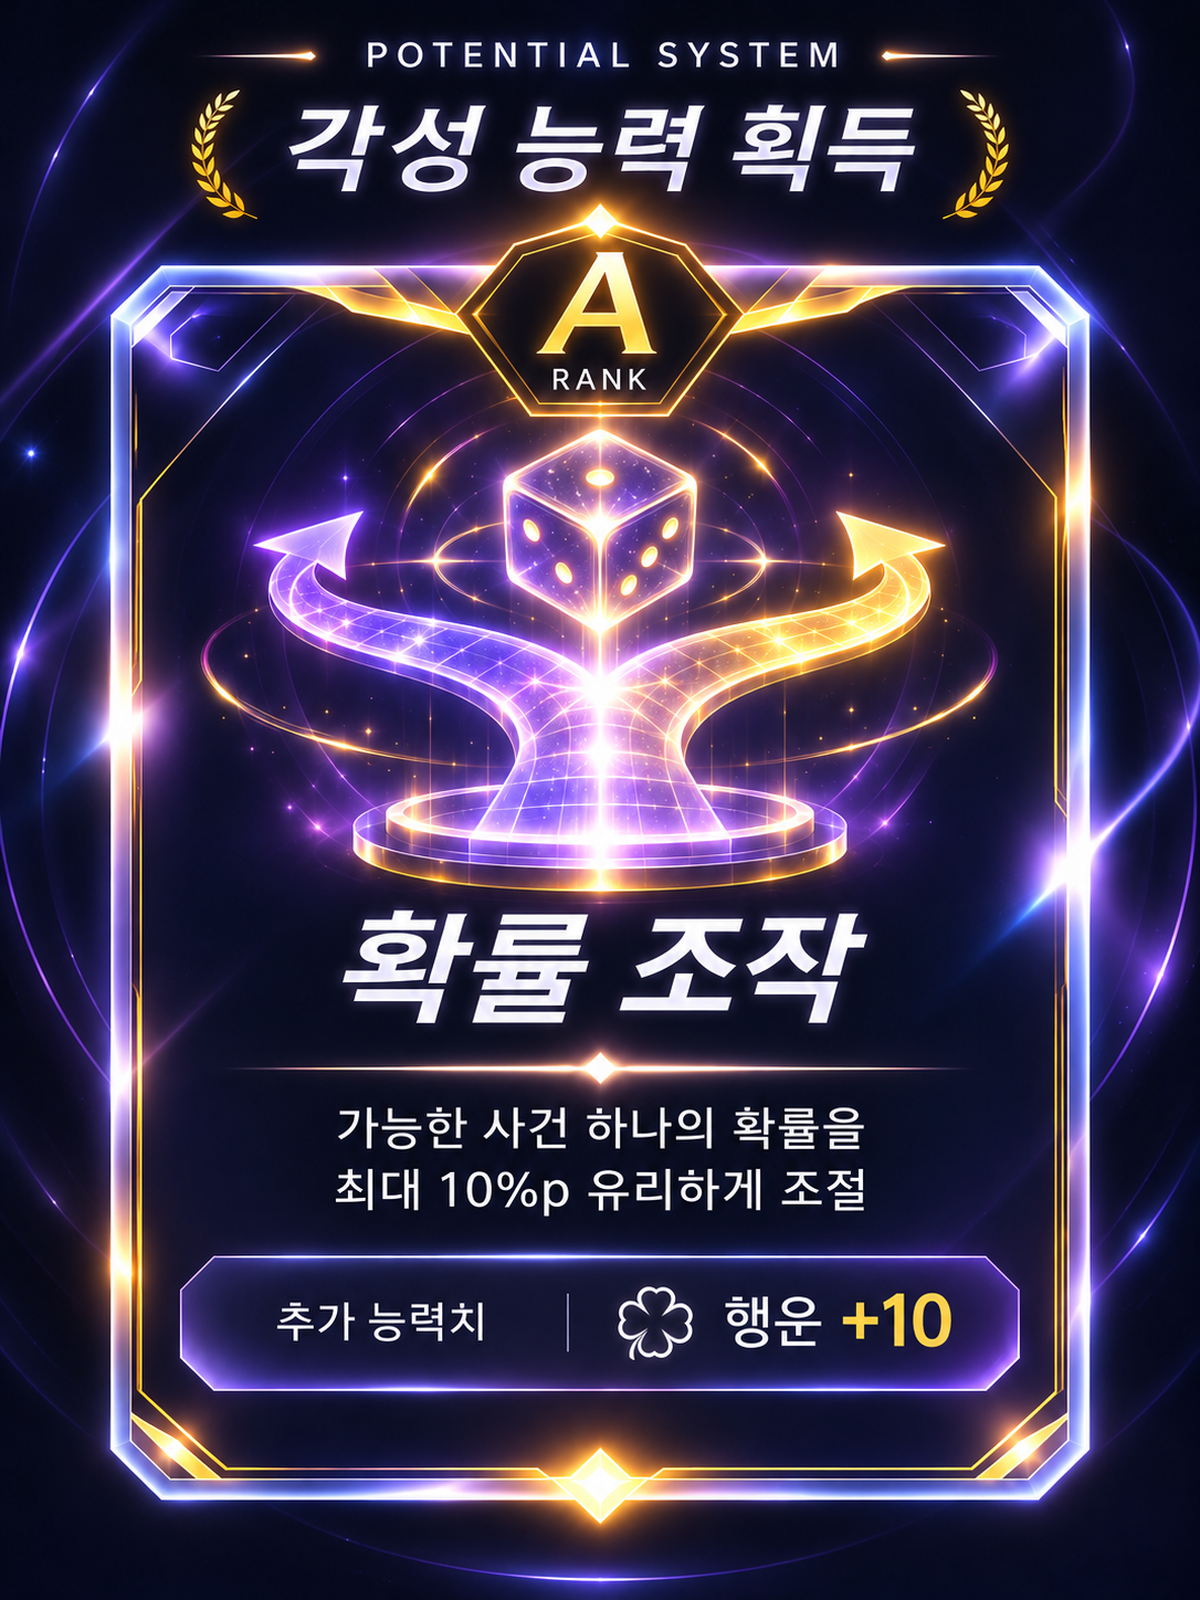 POTENTIAL SYSTEM
각성 능력 획득
A
RANK
확률 조작
가능한 사건 하나의 확률을
최대 10%p 유리하게 조절
추가 능력치
행운 +10